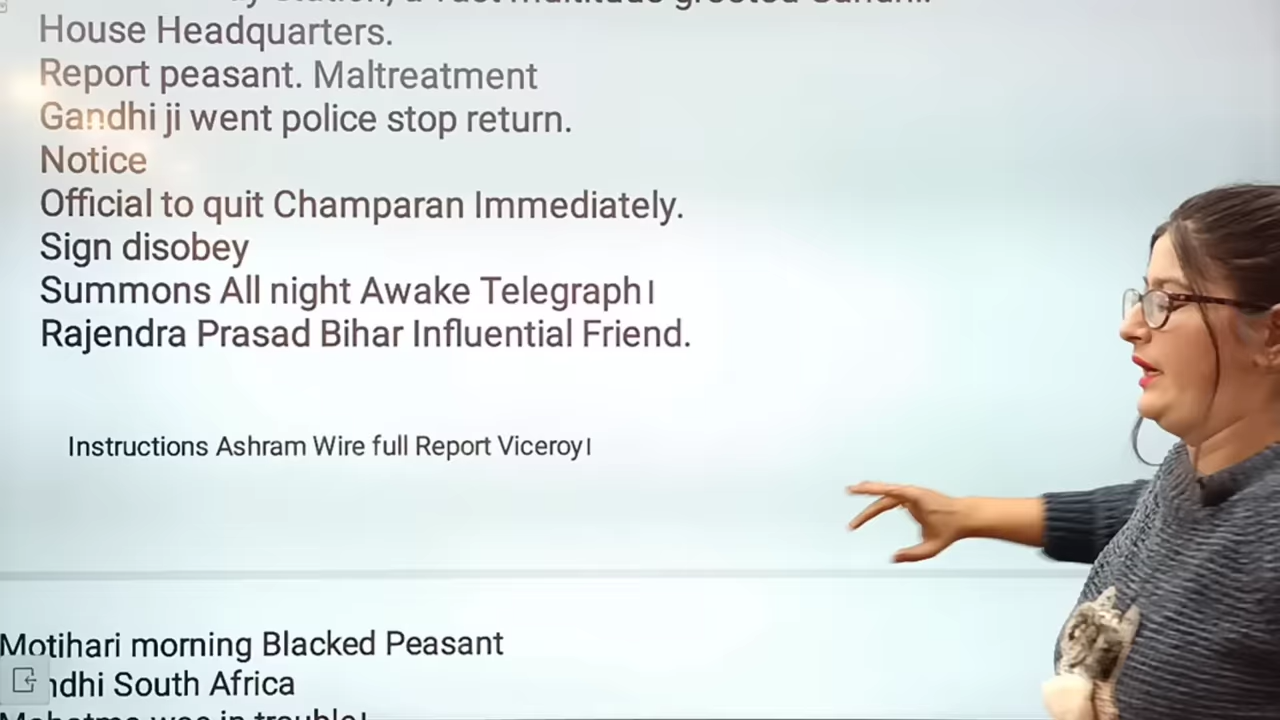 House Headquarters.
Report peasant. Maltreatment
Gandhi ji went police stop return.
Notice
Official to quit Champaran Immediately.
Sign disobey
Summons All night Awake Telegraph।
Rajendra Prasad Bihar Influential Friend.
Instructions Ashram Wire full Report Viceroy।
Motihari morning Blacked Peasant
ndhi South Africa